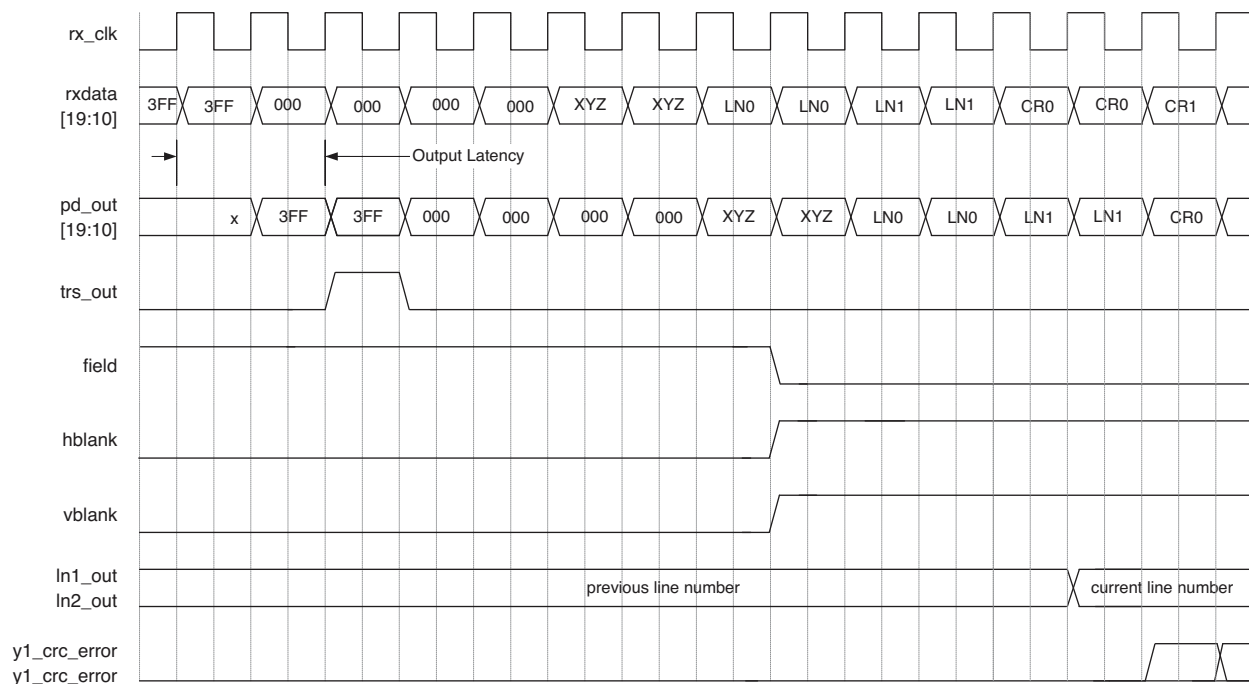 rx_clk
rxdata
[19:10]
3FF 3FF 000 000 000 000 XYZ XYZ LN0 LN0 LN1 LN1 CR0 CR0 CR1
Output Latency
pd_out
[19:10]
x 3FF 3FF 000 000 000 000 XYZ XYZ LN0 LN0 LN1 LN1 CR0
trs_out
field
hblank
vblank
ln1_out
ln2_out
previous line number current line number
y1_crc_error
y1_crc_error